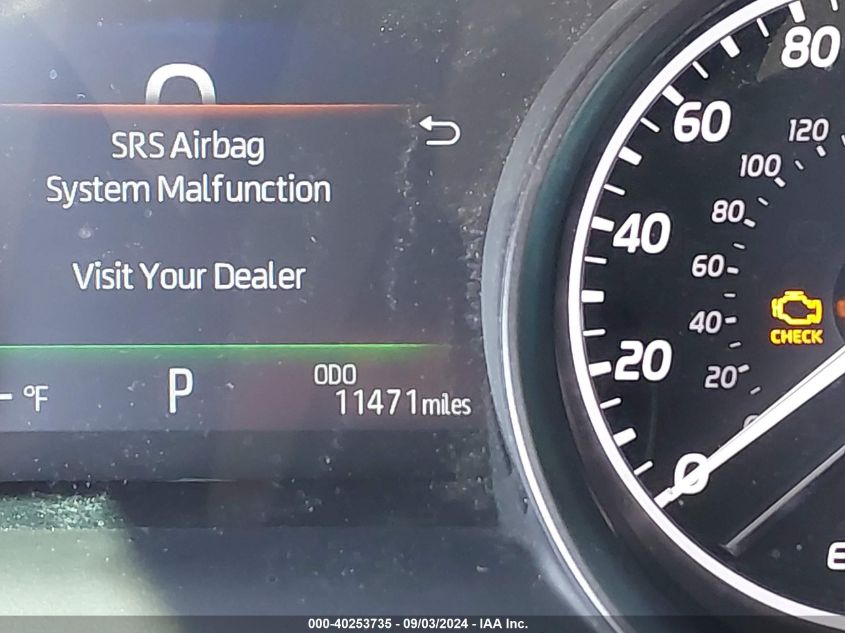 SRS Airbag
System Malfunction
Visit Your Dealer
°F
P
ODO
11471 miles
80
60
40
20
0
120
100
80
60
40
20
CHECK
E
000-40253735 - 09/03/2024 - IAA Inc.